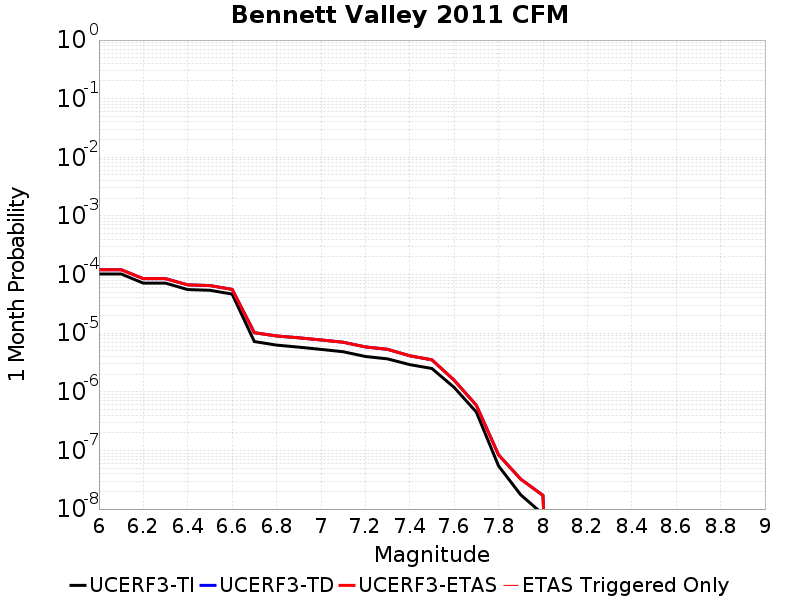 Bennett Valley 2011 CFM
1 Month Probability
10^0
10^-1
10^-2
10^-3
10^-4
10^-5
10^-6
10^-7
10^-8
6 6.2 6.4 6.6 6.8 7 7.2 7.4 7.6 7.8 8 8.2 8.4 8.6 8.8 9
Magnitude
UCERF3-TI UCERF3-TD UCERF3-ETAS ETAS Triggered Only